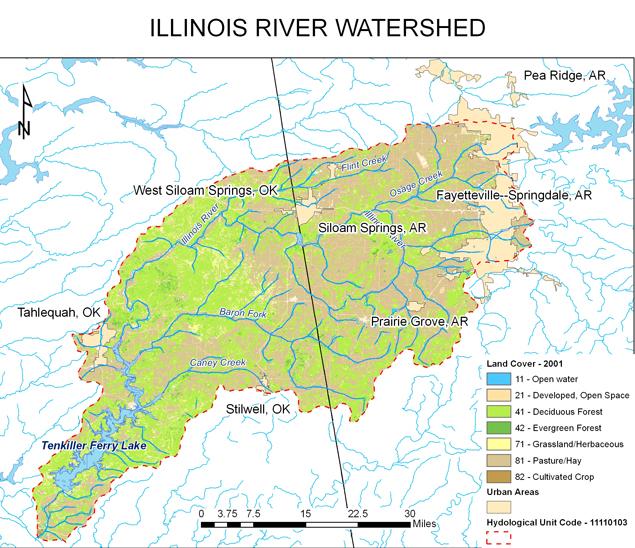 ILLINOIS RIVER WATERSHED
Pea Ridge, AR
N
Flint Creek
West Siloam Springs, OK
Osage Creek
Fayetteville--Springdale, AR
Illinois River
Siloam Springs, AR
Illinois River
Tahlequah, OK
Baron Fork
Prairie Grove, AR
Caney Creek
Stilwell, OK
Tenkiller Ferry Lake
Land Cover - 2001
11 - Open water
21 - Developed, Open Space
41 - Deciduous Forest
42 - Evergreen Forest
71 - Grassland/Herbaceous
81 - Pasture/Hay
82 - Cultivated Crop
Urban Areas
Hydological Unit Code - 11110103
0 3.75 7.5 15 22.5 30
Miles